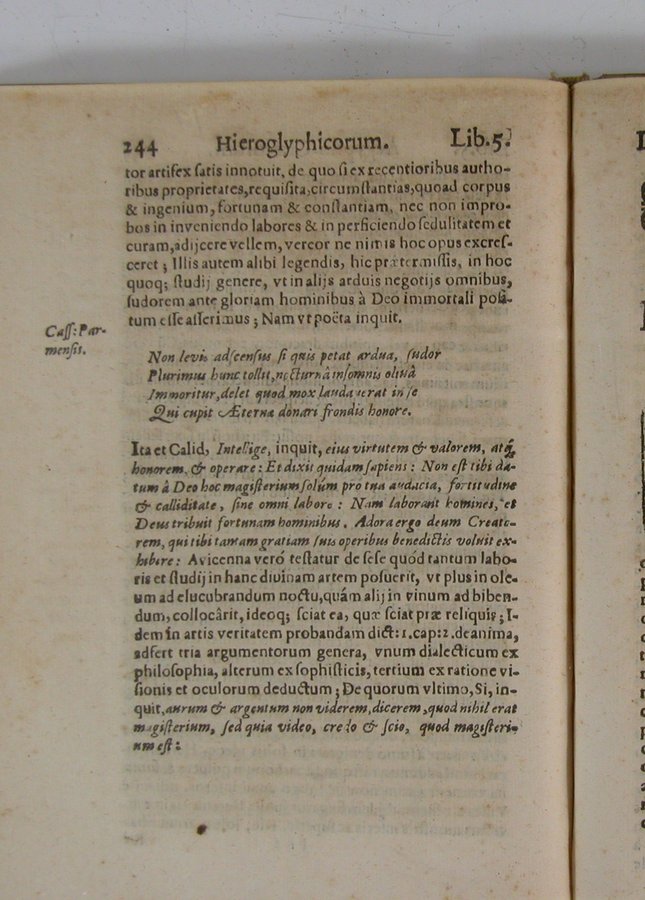 244 Hieroglyphicorum. Lib. 5.
tor artifex satis innotuit, de quo si ex recentioribus autho-
ribus proprietates, requisita, circumstantias, quoad corpus
& ingenium, fortunam & constantiam, nec non impro-
bos in inveniendo labores & in perficiendo sedulitatem et
curam, adijcere vellem, vereor ne nimis hoc opus excres-
ceret; Illis autem alibi legendis, hic prætermissis, in hoc
quoq; studij genere, vt in alijs arduis negotijs omnibus,
sudorem ante gloriam hominibus à Deo immortali posi-
tum esse asserimus; Nam vt poëta inquit.
Cass: Par-
mensis.
Non levis adscensus si quis petat ardua, sudor
Plurimus hunc tollit, nocturnâ insomnis olivâ
Immoritur, delet quod mox laudaverat in se
Qui cupit Æternæ donari frondis honore.
Ita et Calid, Intellige, inquit, eius virtutem & valorem, atq;
honorem, & operare: Et dixit quidam sapiens: Non est tibi da-
tum à Deo hoc magisterium solùm pro tua audacia, fortitudine
& calliditate, sine omni labore: Nam laborant homines, et
Deus tribuit fortunam hominibus. Adora ergo deum Creato-
rem, qui tibi tantam gratiam suis operibus benedictis voluit ex-
hibere: Avicenna verò testatur de sese quòd tantum labo-
ris et studij in hanc divinam artem posuerit, vt plus in ole-
um ad elucubrandum noctu, quám alij in vinum ad biben-
dum, collocârit, ideoq; sciat ea, quæ sciat præ reliquis; I-
dem in artis veritatem probandam dict: 1. cap: 2. de anima,
adfert tria argumentorum genera, vnum dialecticum ex
philosophia, alterum ex sophisticis, tertium ex ratione vi-
sionis et oculorum deductum; De quorum vltimo, Si, in-
quit, aurum & argentum non viderem, dicerem, quod nihil erat
magisterium, sed quia video, credo & scio, quod magisteri-
um est: